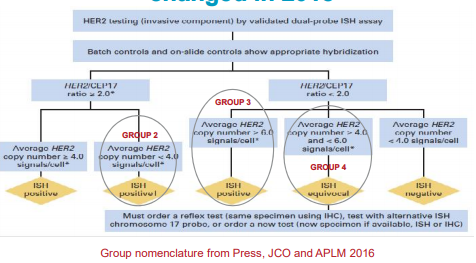 changed in 2013
HER2 testing (invasive component) by validated dual-probe ISH assay
Batch controls and on-slide controls show appropriate hybridization
HER2/CEP17
ratio ≥ 2.0*
HER2/CEP17
ratio < 2.0
GROUP 2
GROUP 3
GROUP 4
Average HER2
copy number ≥ 4.0
signals/cell*
Average HER2
copy number < 4.0
signals/cell*
Average HER2
copy number ≥ 6.0
signals/cell*
Average HER2
copy number ≥ 4.0
and < 6.0
signals/cell*
Average HER2
copy number
< 4.0 signals/cell
ISH
positive
ISH
positive†
ISH
positive
ISH
equivocal
ISH
negative
Must order a reflex test (same specimen using IHC), test with alternative ISH
chromosome 17 probe, or order a new test (new specimen if available, ISH or IHC)
Group nomenclature from Press, JCO and APLM 2016